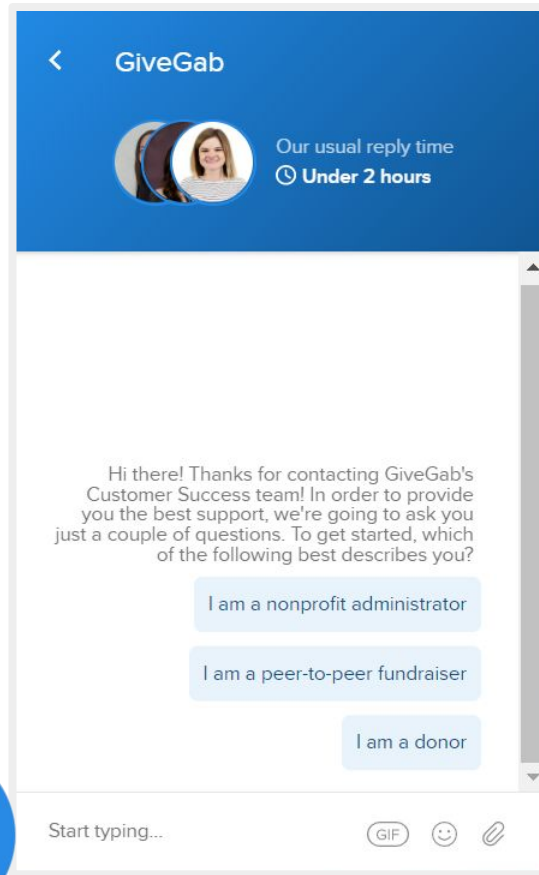 GiveGab
Our usual reply time
Under 2 hours
Hi there! Thanks for contacting GiveGab's
Customer Success team! In order to provide
you the best support, we're going to ask you
just a couple of questions. To get started, which
of the following best describes you?
I am a nonprofit administrator
I am a peer-to-peer fundraiser
I am a donor
Start typing...
GIF